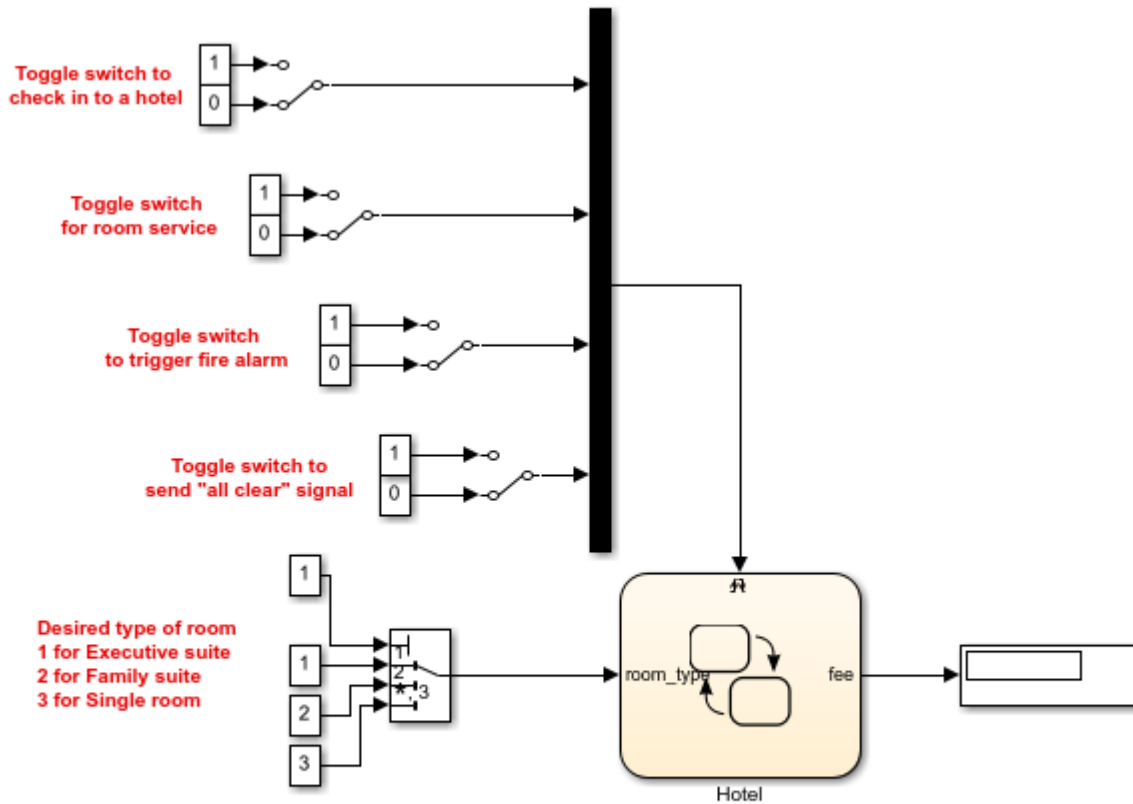 Toggle switch to
check in to a hotel
1
0
Toggle switch
for room service
1
0
Toggle switch
to trigger fire alarm
1
0
Toggle switch to
send "all clear" signal
1
0
Desired type of room
1 for Executive suite
2 for Family suite
3 for Single room
1
1
2
3
1
2
*, 3
room_type
fee
Hotel